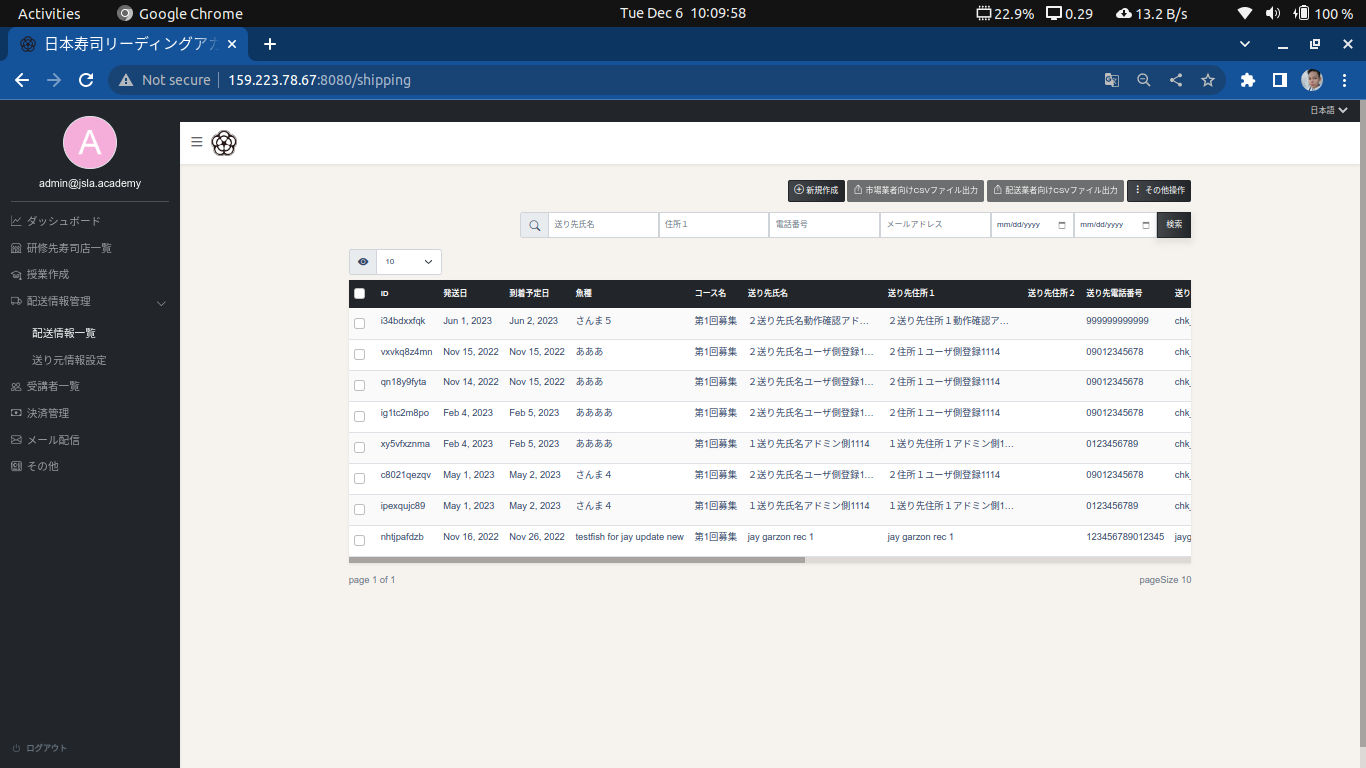 Activities Google Chrome Tue Dec 6 10:09:58 22.9% 0.29 13.2 B/s 100 %
日本寿司リーディングアカ
Not secure 159.223.78.67:8080/shipping
日本語
A
admin@jsla.academy
ダッシュボード
研修先寿司店一覧
授業作成
配送情報管理
配送情報一覧
送り元情報設定
受講者一覧
決済管理
メール配信
その他
ログアウト
新規作成 市場業者向けCSVファイル出力 配送業者向けCSVファイル出力 その他操作
送り先氏名 住所１ 電話番号 メールアドレス mm/dd/yyyy mm/dd/yyyy 検索
10
ID 発送日 到着予定日 魚種 コース名 送り先氏名 送り先住所１ 送り先住所２ 送り先電話番号 送り
i34bdxxfqk Jun 1, 2023 Jun 2, 2023 さんま５ 第1回募集 ２送り先氏名動作確認アド… ２送り先住所１動作確認ア… 999999999999 chk_
vxvkq8z4mn Nov 15, 2022 Nov 15, 2022 あああ 第1回募集 ２送り先氏名ユーザ側登録1… ２住所１ユーザ側登録1114 09012345678 chk_
qn18y9fyta Nov 14, 2022 Nov 15, 2022 あああ 第1回募集 ２送り先氏名ユーザ側登録1… ２住所１ユーザ側登録1114 09012345678 chk_
ig1tc2m8po Feb 4, 2023 Feb 5, 2023 ああああ 第1回募集 ２送り先氏名ユーザ側登録1… ２住所１ユーザ側登録1114 09012345678 chk_
xy5vfxznma Feb 4, 2023 Feb 5, 2023 ああああ 第1回募集 １送り先氏名アドミン側1114 １送り先住所１アドミン側1… 0123456789 chk_
c8021qezqv May 1, 2023 May 2, 2023 さんま４ 第1回募集 ２送り先氏名ユーザ側登録1… ２住所１ユーザ側登録1114 09012345678 chk_
ipexqujc89 May 1, 2023 May 2, 2023 さんま４ 第1回募集 １送り先氏名アドミン側1114 １送り先住所１アドミン側1… 0123456789 chk_
nhtjpafdzb Nov 16, 2022 Nov 26, 2022 testfish for jay update new 第1回募集 jay garzon rec 1 jay garzon rec 1 123456789012345 jayg
page 1 of 1 pageSize 10